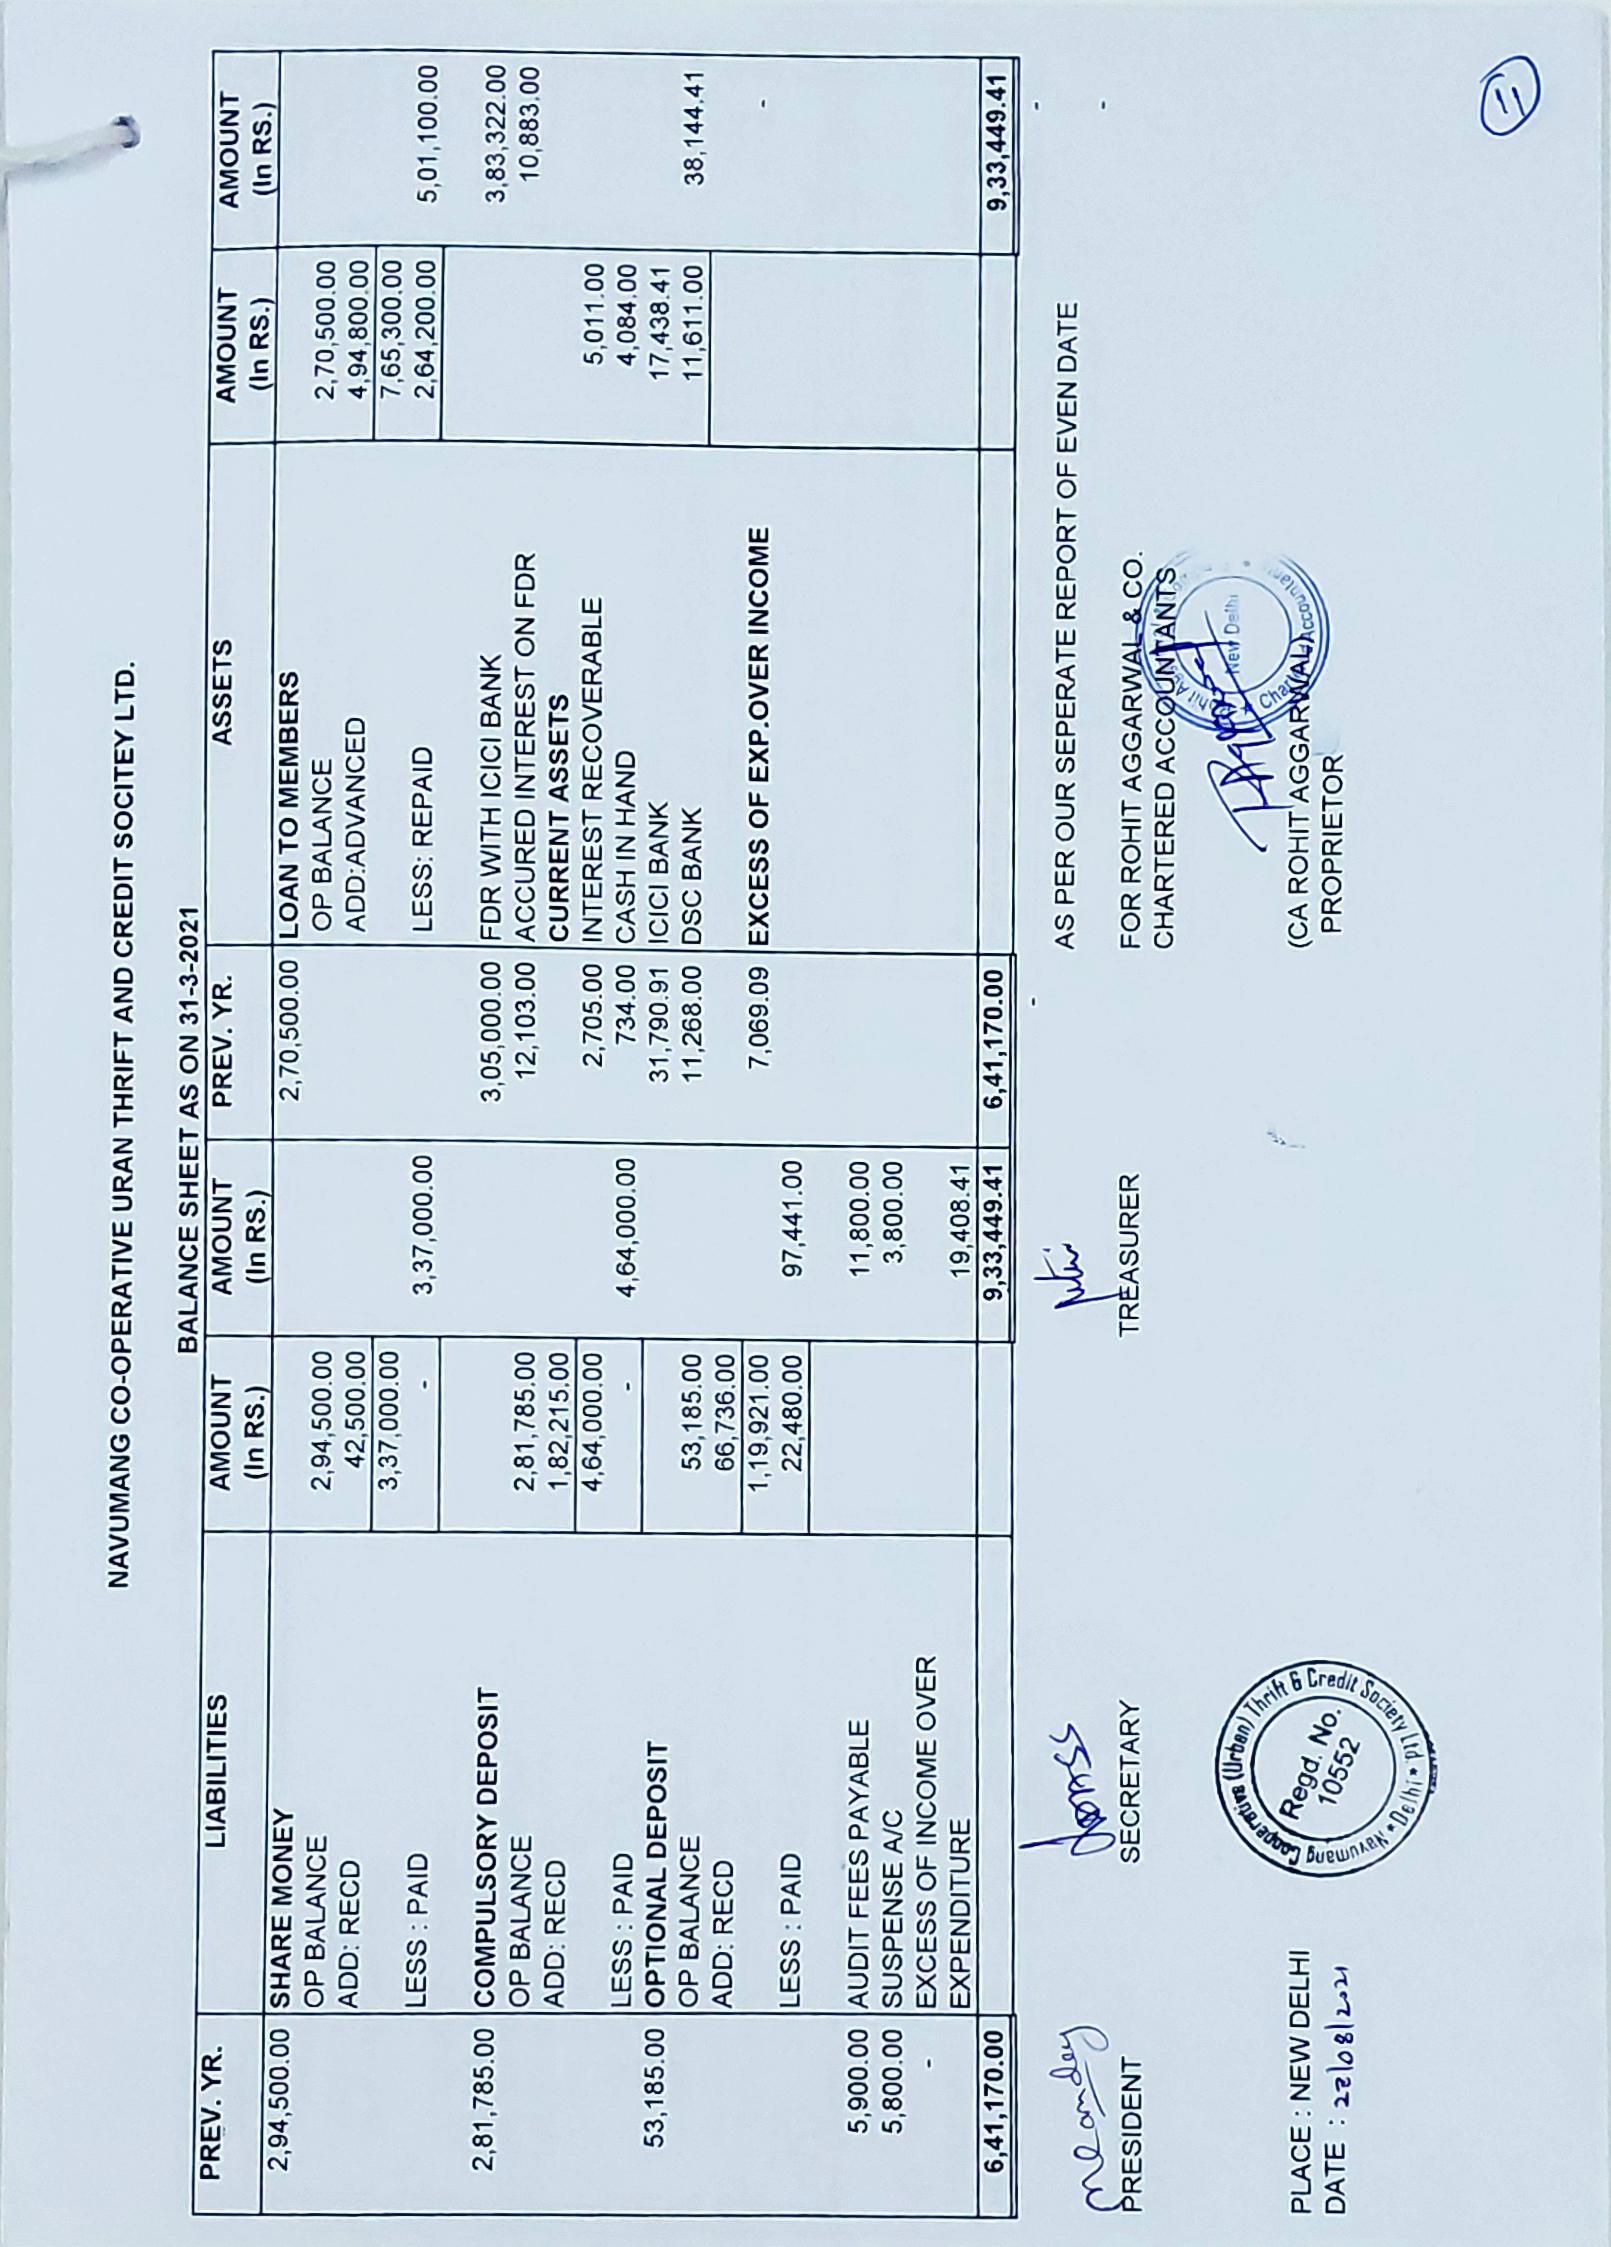 NAVUMANG CO-OPERATIVE URAN THRIFT AND CREDIT SOCITEY LTD.
BALANCE SHEET AS ON 31-3-2021
PREV. YR. LIABILITIES AMOUNT (In RS.) AMOUNT (In RS.) PREV. YR. ASSETS AMOUNT (In RS.) AMOUNT (In RS.)
2,94,500.00 SHARE MONEY 2,70,500.00 LOAN TO MEMBERS
OP BALANCE 2,94,500.00 OP BALANCE 2,70,500.00
ADD: RECD 42,500.00 ADD:ADVANCED 4,94,800.00
3,37,000.00 7,65,300.00
LESS : PAID - 3,37,000.00 LESS: REPAID 2,64,200.00 5,01,100.00
2,81,785.00 COMPULSORY DEPOSIT 3,05,000.00 FDR WITH ICICI BANK 3,83,322.00
OP BALANCE 2,81,785.00 12,103.00 ACCURED INTEREST ON FDR 10,883.00
ADD: RECD 1,82,215.00 CURRENT ASSETS
4,64,000.00 2,705.00 INTEREST RECOVERABLE 5,011.00
LESS : PAID - 4,64,000.00 734.00 CASH IN HAND 4,084.00
53,185.00 OPTIONAL DEPOSIT 31,790.91 ICICI BANK 17,438.41
OP BALANCE 53,185.00 11,268.00 DSC BANK 11,611.00 38,144.41
ADD: RECD 66,736.00
1,19,921.00 7,069.09 EXCESS OF EXP.OVER INCOME -
LESS : PAID 22,480.00 97,441.00
5,900.00 AUDIT FEES PAYABLE 11,800.00
5,800.00 SUSPENSE A/C 3,800.00
- EXCESS OF INCOME OVER
EXPENDITURE 19,408.41
6,41,170.00 9,33,449.41 6,41,170.00 9,33,449.41
- -
AS PER OUR SEPERATE REPORT OF EVEN DATE -
PRESIDENT SECRETARY TREASURER FOR ROHIT AGGARWAL & CO.
CHARTERED ACCOUNTANTS
New Delhi
Navumang Cooperative (Urban) Thrift & Credit Society Ltd * Delhi *
Regd. No.
10552
PLACE : NEW DELHI (CA ROHIT AGGARWAL)
DATE : 22/08/2021 PROPRIETOR
11